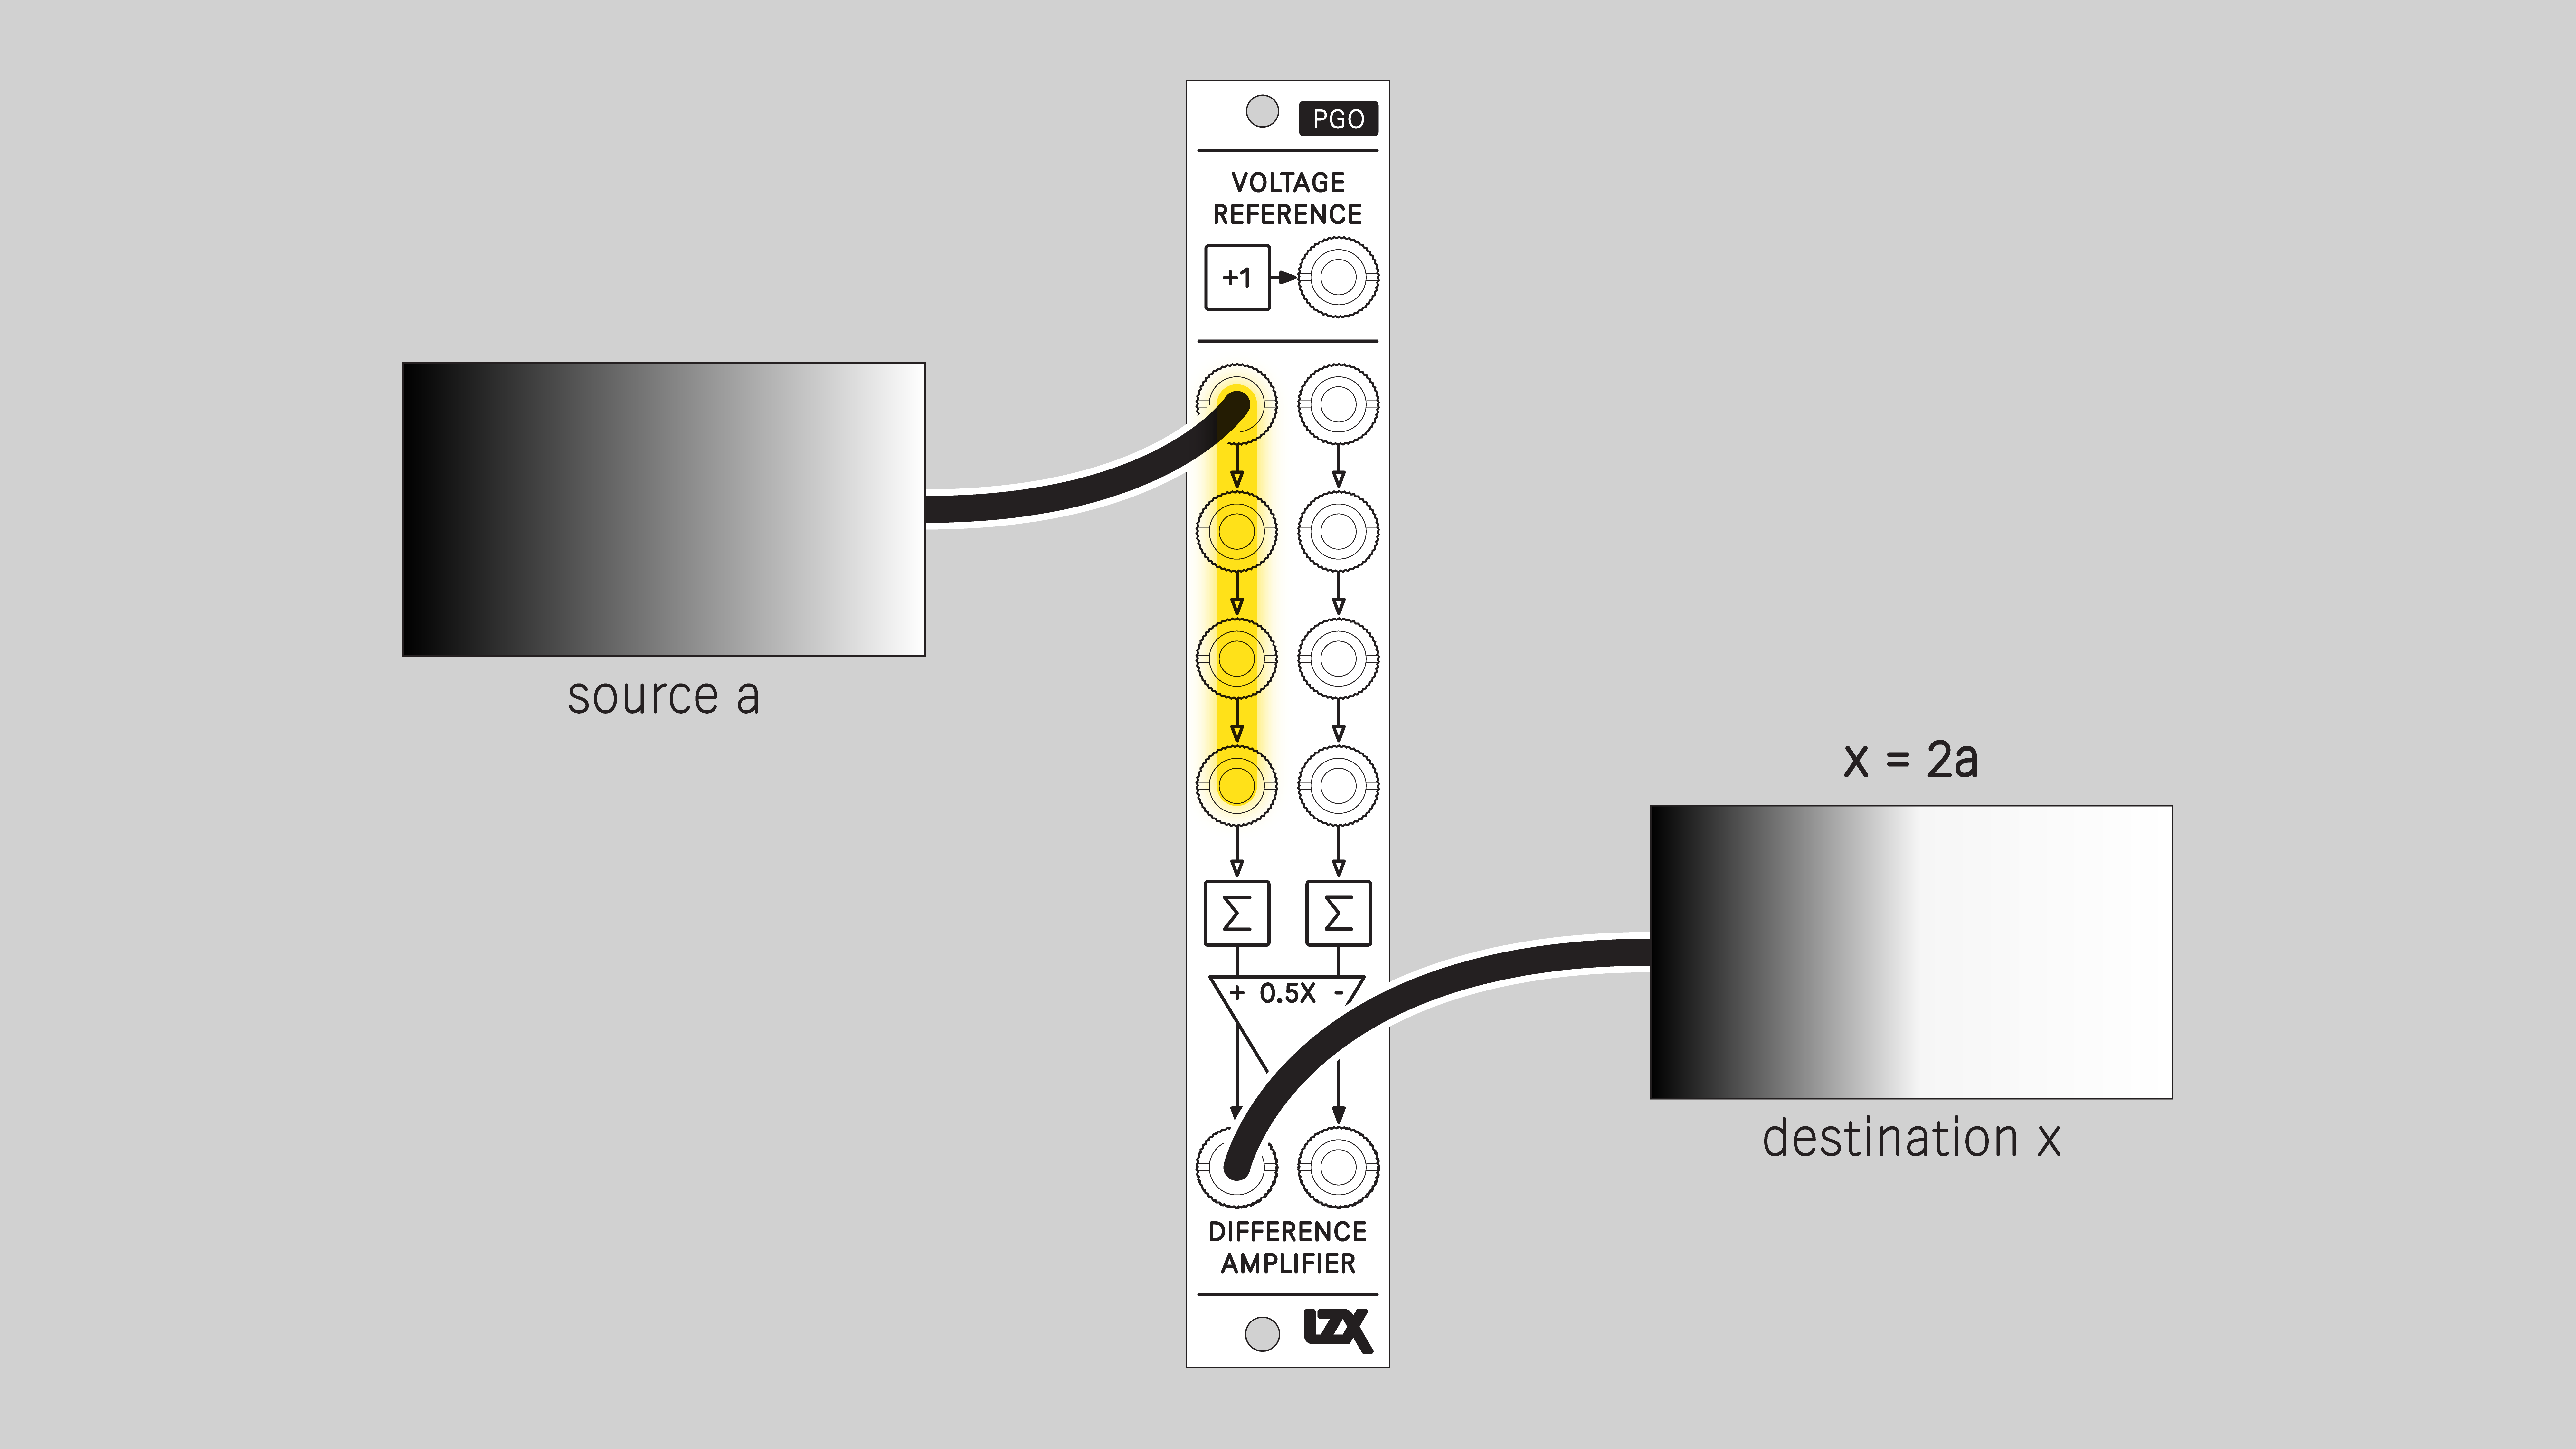 PGO
VOLTAGE
REFERENCE
+1
source a
x = 2a
Σ Σ
+ 0.5X -
destination x
DIFFERENCE
AMPLIFIER
LZX